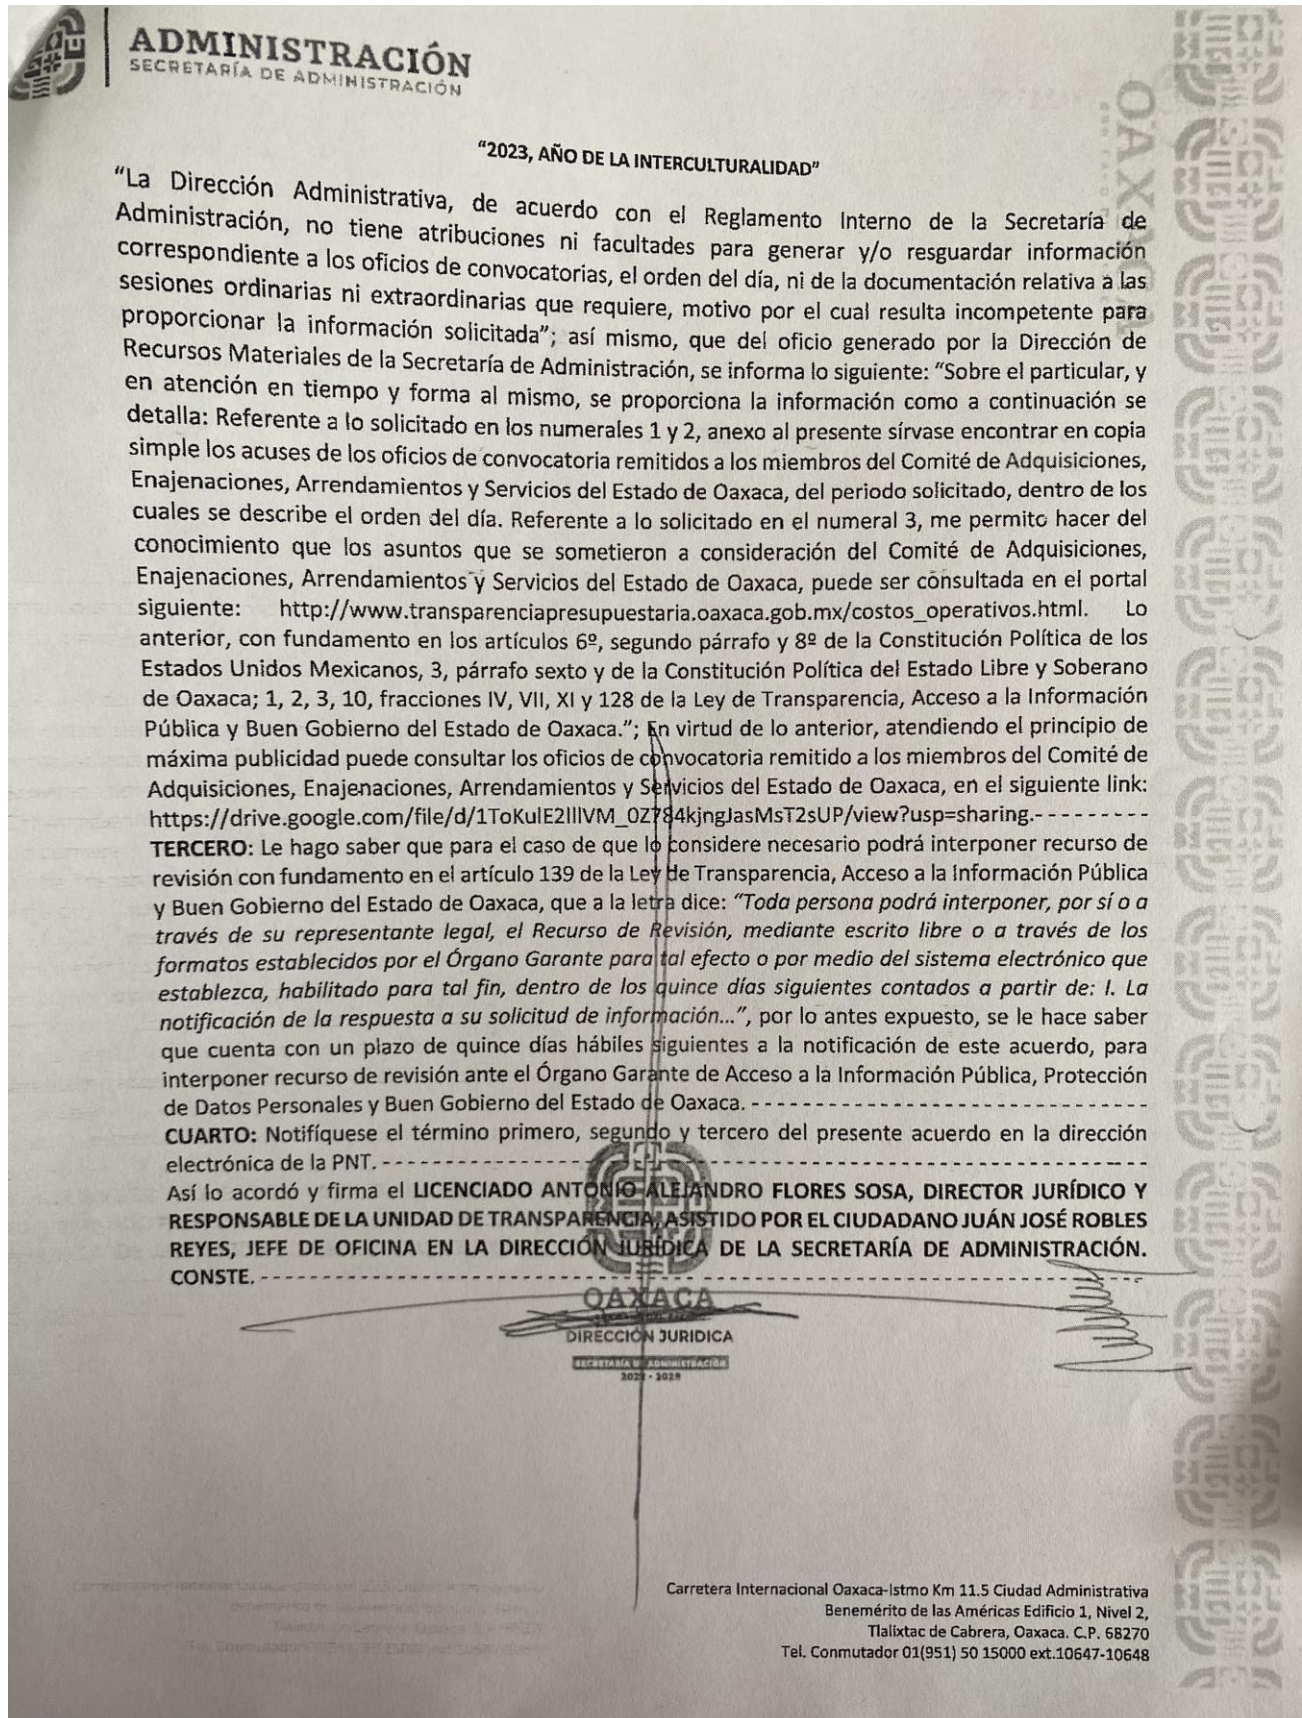 ADMINISTRACIÓN
SECRETARÍA DE ADMINISTRACIÓN
OAXACA
"2023, AÑO DE LA INTERCULTURALIDAD"
"La Dirección Administrativa, de acuerdo con el Reglamento Interno de la Secretaría de
Administración, no tiene atribuciones ni facultades para generar y/o resguardar información
correspondiente a los oficios de convocatorias, el orden del día, ni de la documentación relativa a las
sesiones ordinarias ni extraordinarias que requiere, motivo por el cual resulta incompetente para
proporcionar la información solicitada"; así mismo, que del oficio generado por la Dirección de
Recursos Materiales de la Secretaría de Administración, se informa lo siguiente: "Sobre el particular, y
en atención en tiempo y forma al mismo, se proporciona la información como a continuación se
detalla: Referente a lo solicitado en los numerales 1 y 2, anexo al presente sírvase encontrar en copia
simple los acuses de los oficios de convocatoria remitidos a los miembros del Comité de Adquisiciones,
Enajenaciones, Arrendamientos y Servicios del Estado de Oaxaca, del periodo solicitado, dentro de los
cuales se describe el orden del día. Referente a lo solicitado en el numeral 3, me permito hacer del
conocimiento que los asuntos que se sometieron a consideración del Comité de Adquisiciones,
Enajenaciones, Arrendamientos y Servicios del Estado de Oaxaca, puede ser consultada en el portal
siguiente: http://www.transparenciapresupuestaria.oaxaca.gob.mx/costos_operativos.html. Lo
anterior, con fundamento en los artículos 6º, segundo párrafo y 8º de la Constitución Política de los
Estados Unidos Mexicanos, 3, párrafo sexto y de la Constitución Política del Estado Libre y Soberano
de Oaxaca; 1, 2, 3, 10, fracciones IV, VII, XI y 128 de la Ley de Transparencia, Acceso a la Información
Pública y Buen Gobierno del Estado de Oaxaca."; En virtud de lo anterior, atendiendo el principio de
máxima publicidad puede consultar los oficios de convocatoria remitido a los miembros del Comité de
Adquisiciones, Enajenaciones, Arrendamientos y Servicios del Estado de Oaxaca, en el siguiente link:
https://drive.google.com/file/d/1ToKulE2IllVM_0Z784kjngJasMsT2sUP/view?usp=sharing.---------
TERCERO: Le hago saber que para el caso de que lo considere necesario podrá interponer recurso de
revisión con fundamento en el artículo 139 de la Ley de Transparencia, Acceso a la Información Pública
y Buen Gobierno del Estado de Oaxaca, que a la letra dice: "Toda persona podrá interponer, por sí o a
través de su representante legal, el Recurso de Revisión, mediante escrito libre o a través de los
formatos establecidos por el Órgano Garante para tal efecto o por medio del sistema electrónico que
establezca, habilitado para tal fin, dentro de los quince días siguientes contados a partir de: I. La
notificación de la respuesta a su solicitud de información...", por lo antes expuesto, se le hace saber
que cuenta con un plazo de quince días hábiles siguientes a la notificación de este acuerdo, para
interponer recurso de revisión ante el Órgano Garante de Acceso a la Información Pública, Protección
de Datos Personales y Buen Gobierno del Estado de Oaxaca. -------------------------------
CUARTO: Notifíquese el término primero, segundo y tercero del presente acuerdo en la dirección
electrónica de la PNT. ------------------------------------------------------------
Así lo acordó y firma el LICENCIADO ANTONIO ALEJANDRO FLORES SOSA, DIRECTOR JURÍDICO Y
RESPONSABLE DE LA UNIDAD DE TRANSPARENCIA, ASISTIDO POR EL CIUDADANO JUÁN JOSÉ ROBLES
REYES, JEFE DE OFICINA EN LA DIRECCIÓN JURÍDICA DE LA SECRETARÍA DE ADMINISTRACIÓN.
CONSTE. ----------------------------------------------------------------------
OAXACA
DIRECCIÓN JURIDICA
SECRETARÍA DE ADMINISTRACIÓN
2022 - 2028
Carretera Internacional Oaxaca-Istmo Km 11.5 Ciudad Administrativa
Benemérito de las Américas Edificio 1, Nivel 2,
Tlalixtac de Cabrera, Oaxaca. C.P. 68270
Tel. Conmutador 01(951) 50 15000 ext.10647-10648